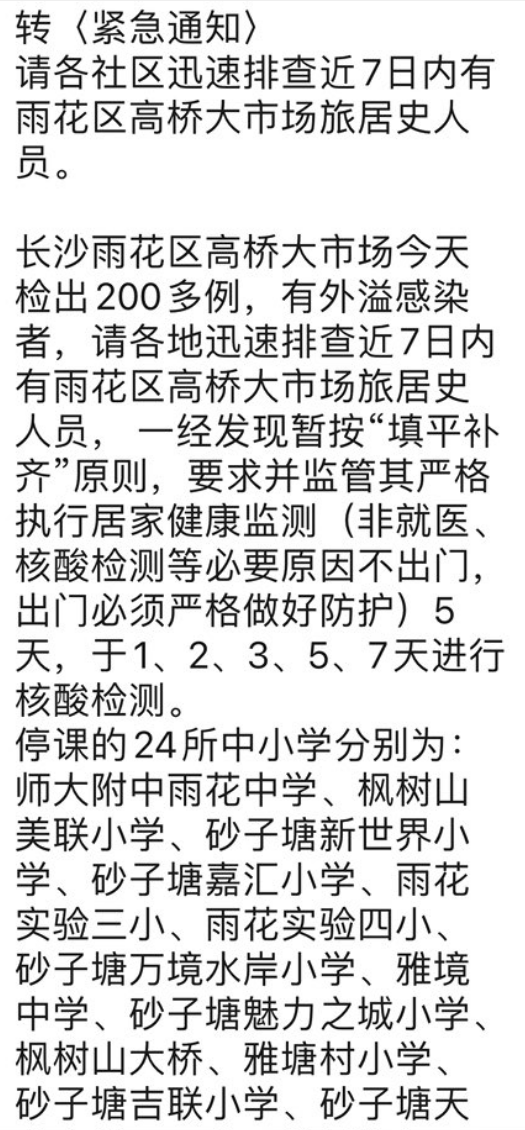 转〈紧急通知〉
请各社区迅速排查近7日内有
雨花区高桥大市场旅居史人
员。
长沙雨花区高桥大市场今天
检出200多例，有外溢感染
者，请各地迅速排查近7日内
有雨花区高桥大市场旅居史
人员， 一经发现暂按“填平补
齐”原则，要求并监管其严格
执行居家健康监测（非就医、
核酸检测等必要原因不出门，
出门必须严格做好防护）5
天，于1、2、3、5、7天进行
核酸检测。
停课的24所中小学分别为：
师大附中雨花中学、枫树山
美联小学、砂子塘新世界小
学、砂子塘嘉汇小学、雨花
实验三小、雨花实验四小、
砂子塘万境水岸小学、雅境
中学、砂子塘魅力之城小学、
枫树山大桥、雅塘村小学、
砂子塘吉联小学、砂子塘天